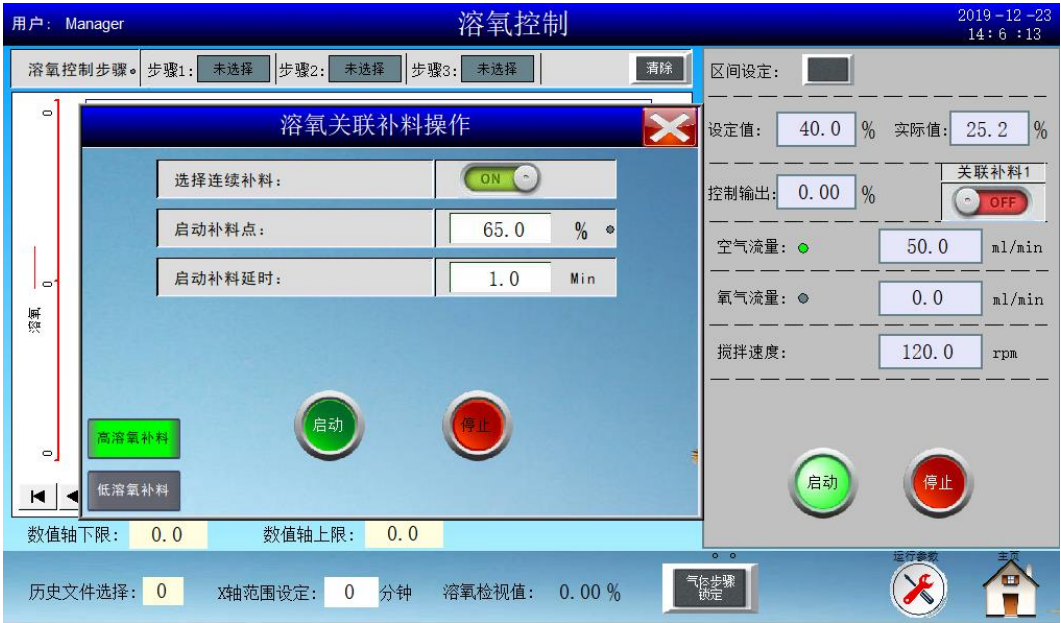 用户: Manager
溶氧控制
2019-12-23
14:6 :13
溶氧控制步骤。 步骤1: 未选择 步骤2: 未选择 步骤3: 未选择 清除
区间设定:
溶氧关联补料操作
设定值: 40.0 % 实际值: 25.2 %
选择连续补料: ON
关联补料1
控制输出: 0.00 % OFF
启动补料点: 65.0 %
空气流量: 50.0 ml/min
启动补料延时: 1.0 Min
氧气流量: 0.0 ml/min
搅拌速度: 120.0 rpm
0
0
0
溶氧
启动 停止
高溶氧补料
低溶氧补料
启动 停止
数值轴下限: 0.0 数值轴上限: 0.0
历史文件选择: 0 X轴范围设定: 0 分钟 溶氧检视值: 0.00 %
气体步骤
锁定
运行参数 主页